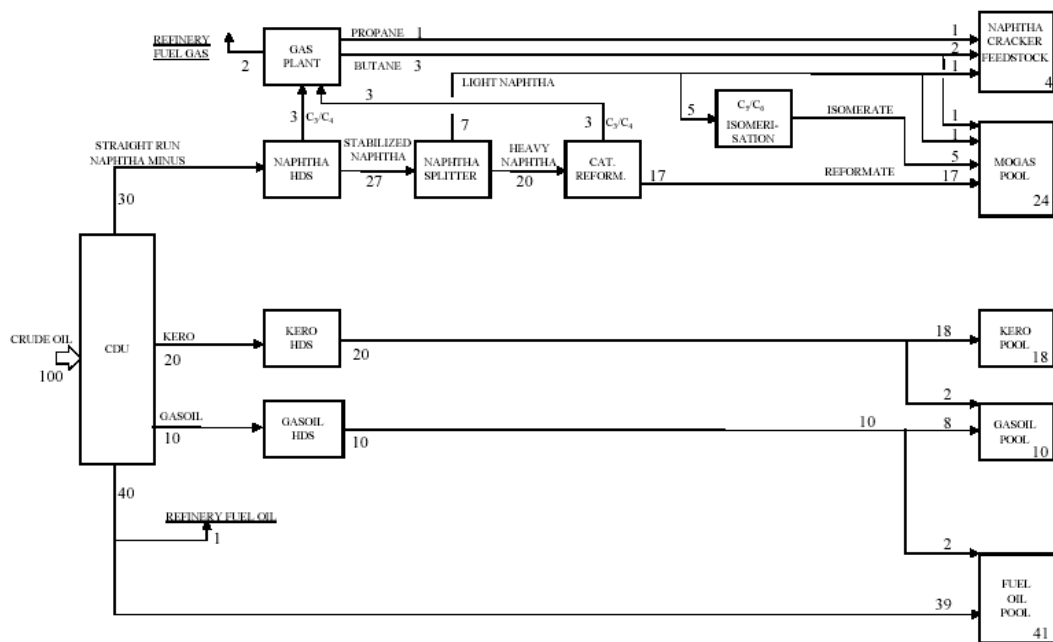 REFINERY
FUEL GAS
2
GAS
PLANT
PROPANE 1
BUTANE 3
1
2
1
NAPHTHA
CRACKER
FEEDSTOCK
4
LIGHT NAPHTHA
3
3 C3/C4
7
3 C3/C4
5
C5/C6
ISOMERI-
SATION
ISOMERATE
1
1
5
17
MOGAS
POOL
24
STRAIGHT RUN
NAPHTHA MINUS
30
NAPHTHA
HDS
STABILIZED
NAPHTHA
27
NAPHTHA
SPLITTER
HEAVY
NAPHTHA
20
CAT.
REFORM.
17
REFORMATE
CRUDE OIL
100
CDU
KERO
20
KERO
HDS
20
18
KERO
POOL
18
GASOIL
10
GASOIL
HDS
10
10
2
8
GASOIL
POOL
10
40
REFINERY FUEL OIL
1
2
39
FUEL
OIL
POOL
41